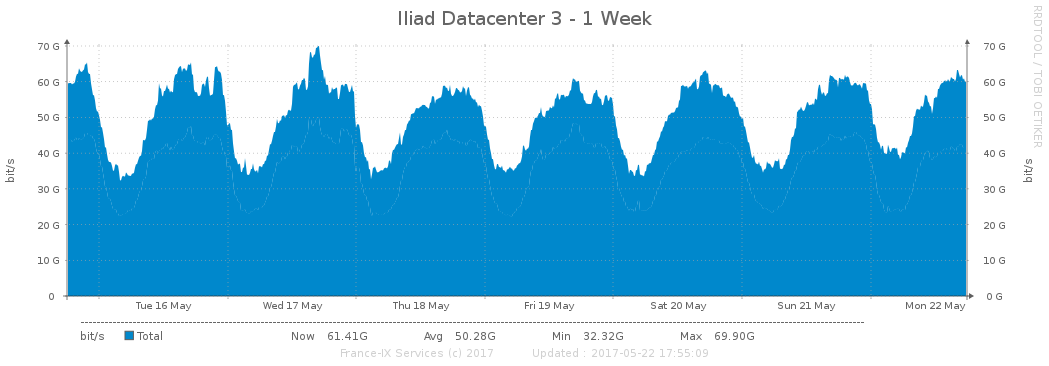 Iliad Datacenter 3 - 1 Week
RRDTOOL / TOBI OETIKER
70 G 70 G
60 G 60 G
50 G 50 G
40 G 40 G
30 G 30 G
20 G 20 G
10 G 10 G
0 0 G
bit/s bit/s
Tue 16 May Wed 17 May Thu 18 May Fri 19 May Sat 20 May Sun 21 May Mon 22 May
bit/s Total Now 61.41G Avg 50.28G Min 32.32G Max 69.90G
France-IX Services (c) 2017 Updated : 2017-05-22 17:55:09